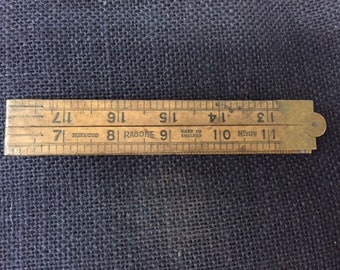 17 16 15 14 13
7 BOXWOOD 8 RABONE 9 MADE IN ENGLAND 10 11